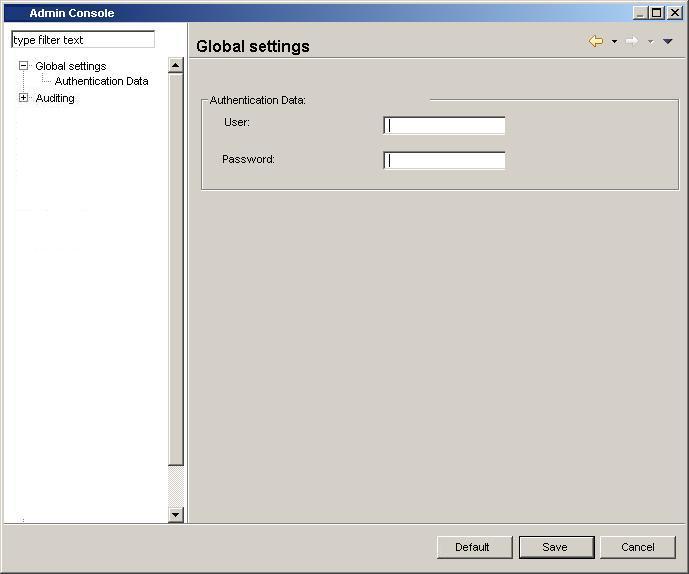 Admin Console
type filter text
Global settings
Authentication Data
Auditing
Global settings
Authentication Data:
User:
Password:
Default
Save
Cancel